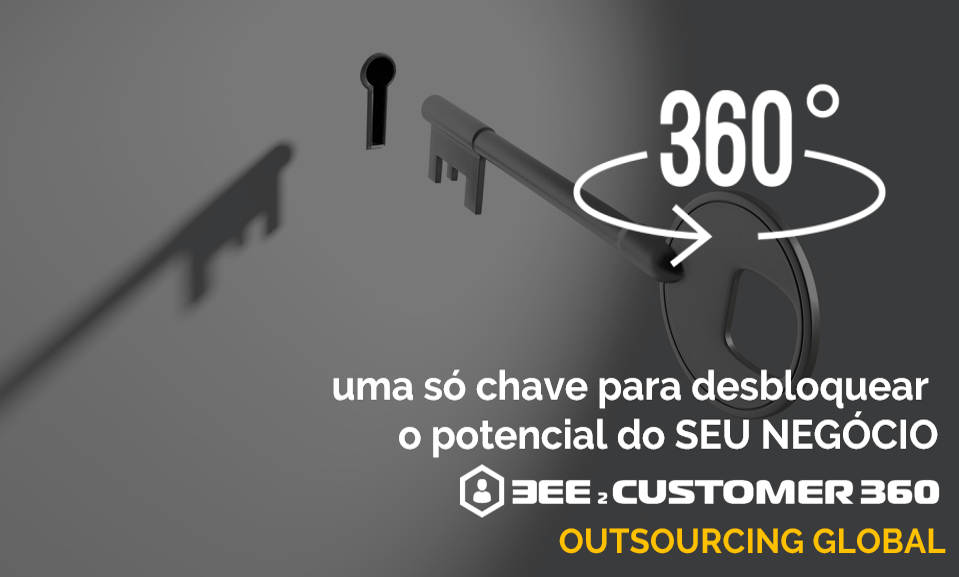 360°
uma só chave para desbloquear
o potencial do SEU NEGÓCIO
BEE 2 CUSTOMER 360
OUTSOURCING GLOBAL